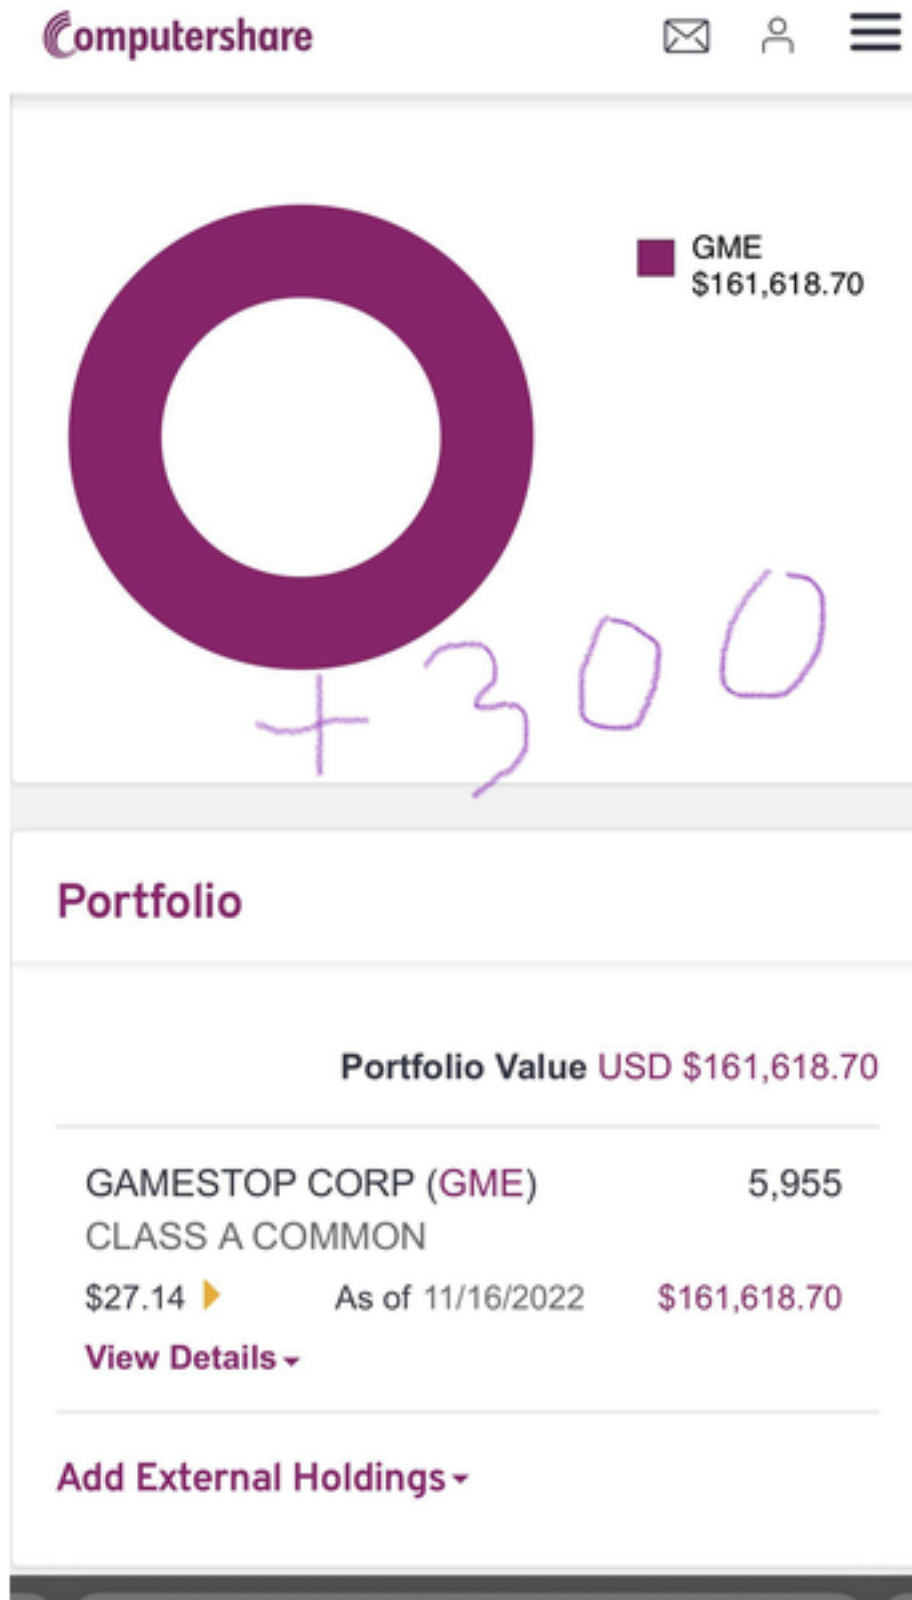 Computershare
GME
$161,618.70
+300
Portfolio
Portfolio Value USD $161,618.70
GAMESTOP CORP (GME) 5,955
CLASS A COMMON
$27.14 As of 11/16/2022 $161,618.70
View Details
Add External Holdings